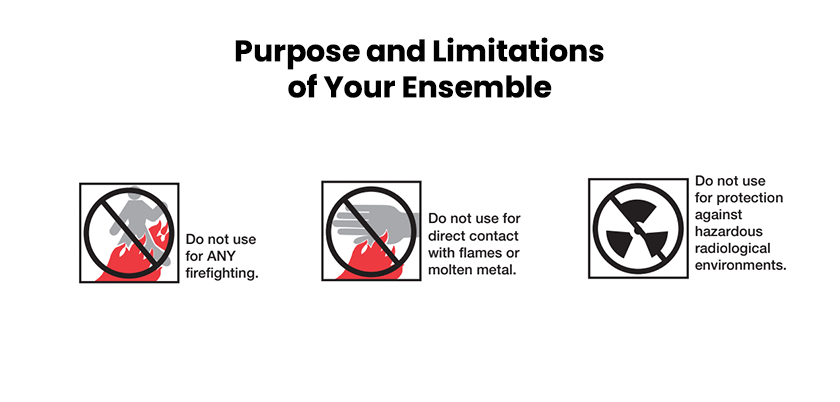 Purpose and Limitations
of Your Ensemble
Do not use
for ANY
firefighting.
Do not use for
direct contact
with flames or
molten metal.
Do not use
for protection
against
hazardous
radiological
environments.